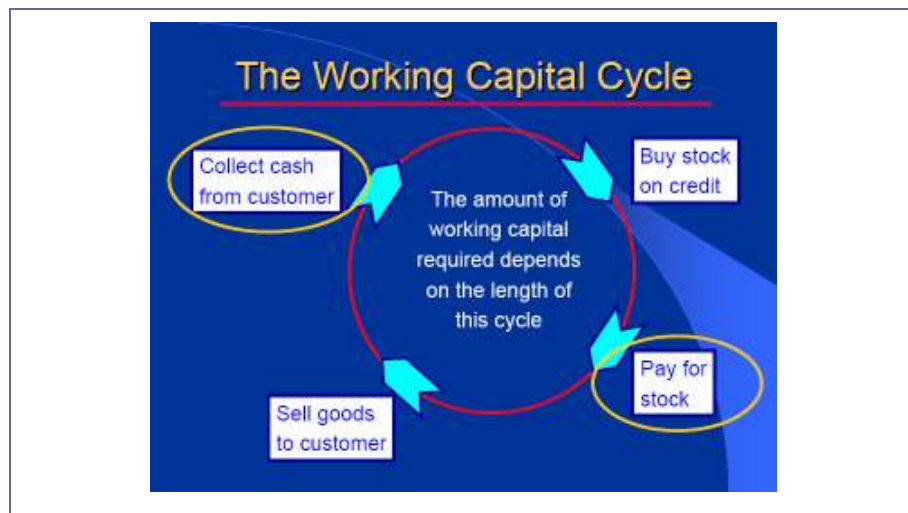 The Working Capital Cycle
Collect cash
from customer
Buy stock
on credit
The amount of
working capital
required depends
on the length of
this cycle
Pay for
stock
Sell goods
to customer